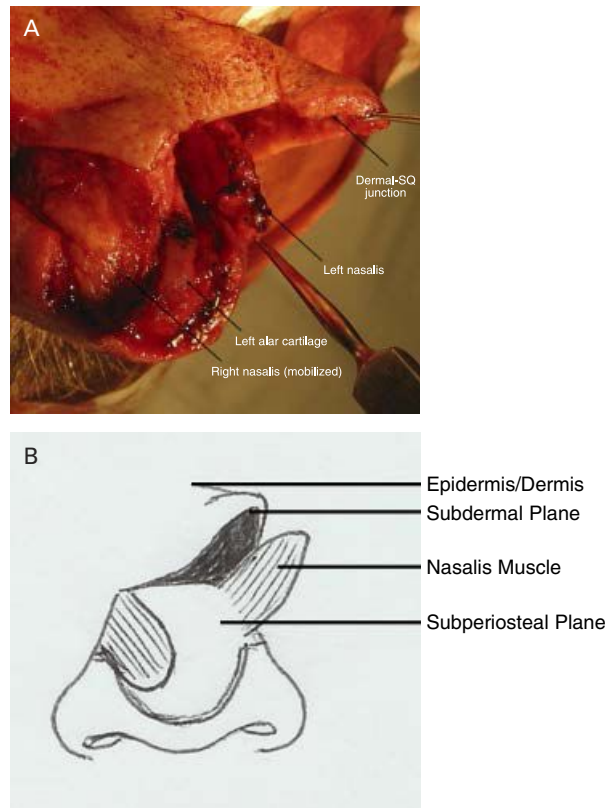 A
Dermal-SQ
junction
Left nasalis
Left alar cartilage
Right nasalis (mobilized)
B
Epidermis/Dermis
Subdermal Plane
Nasalis Muscle
Subperiosteal Plane